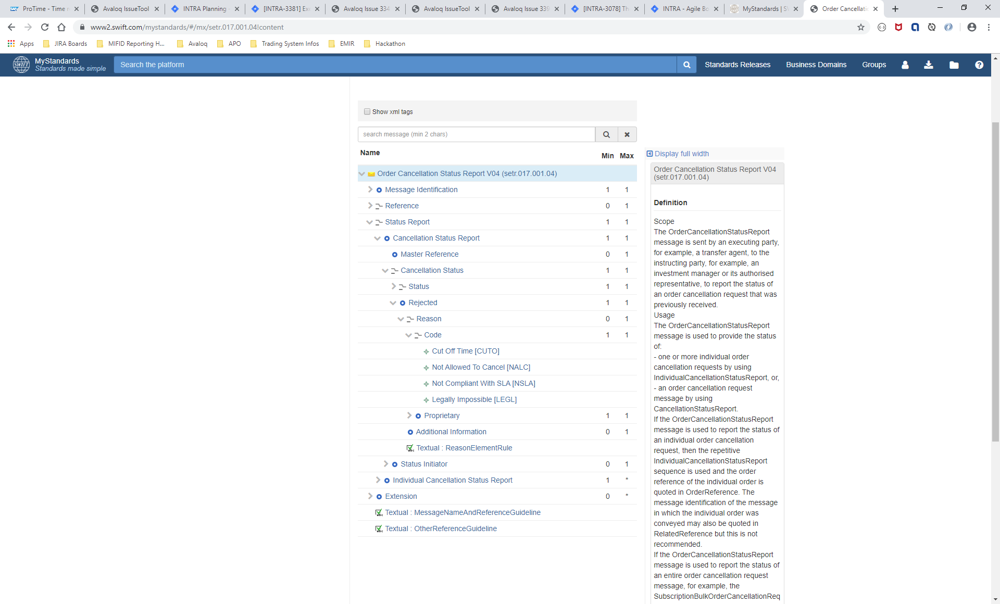 ProTime - Time r
Avaloq IssueTool
INTRA Planning -
[INTRA-3381] Exe
Avaloq Issue 334
Avaloq IssueTool
Avaloq Issue 339
[INTRA-3078] Th
INTRA - Agile Bo
MyStandards | S
Order Cancellatic
www2.swift.com/mystandards/#/mx/setr.017.001.04!content
Apps JIRA Boards MIFID Reporting H... Avaloq APO Trading System Infos EMIR Hackathon
SWIFT
MyStandards
Standards made simple
Search the platform
Standards Releases Business Domains Groups
Show xml tags
search message (min 2 chars)
Name Min Max
Order Cancellation Status Report V04 (setr.017.001.04)
Message Identification 1 1
Reference 0 1
Status Report 1 1
Cancellation Status Report 1 1
Master Reference 0 1
Cancellation Status 1 1
Status 1 1
Rejected 1 1
Reason 0 1
Code 1 1
Cut Off Time [CUTO]
Not Allowed To Cancel [NALC]
Not Compliant With SLA [NSLA]
Legally Impossible [LEGL]
Proprietary 1 1
Additional Information 0 1
Textual : ReasonElementRule
Status Initiator 0 1
Individual Cancellation Status Report 1 *
Extension 0 *
Textual : MessageNameAndReferenceGuideline
Textual : OtherReferenceGuideline
Display full width
Order Cancellation Status Report V04
(setr.017.001.04)
Definition
Scope
The OrderCancellationStatusReport
message is sent by an executing party,
for example, a transfer agent, to the
instructing party, for example, an
investment manager or its authorised
representative, to report the status of
an order cancellation request that was
previously received.
Usage
The OrderCancellationStatusReport
message is used to provide the status
of:
- one or more individual order
cancellation requests by using
IndividualCancellationStatusReport, or,
- an order cancellation request
message by using
CancellationStatusReport.
If the OrderCancellationStatusReport
message is used to report the status of
an individual order cancellation
request, then the repetitive
IndividualCancellationStatusReport
sequence is used and the order
reference of the individual order is
quoted in OrderReference. The
message identification of the message
in which the individual order was
conveyed may also be quoted in
RelatedReference but this is not
recommended.
If the OrderCancellationStatusReport
message is used to report the status of
an entire order cancellation request
message, for example, the
SubscriptionBulkOrderCancellationReq